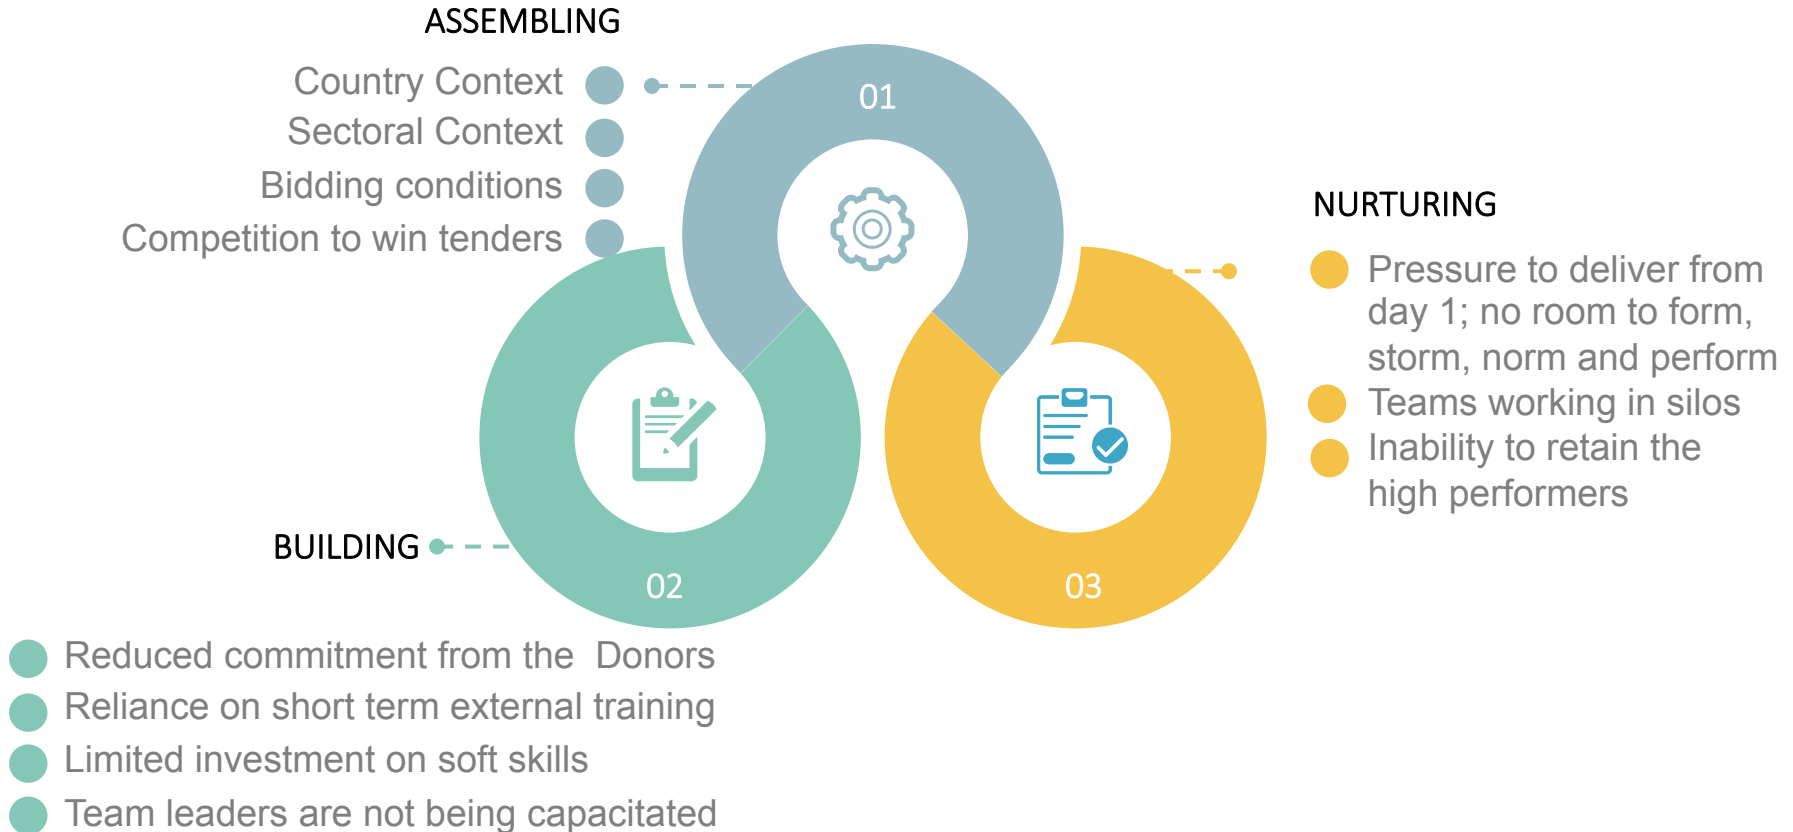 ASSEMBLING
Country Context
Sectoral Context
Bidding conditions
Competition to win tenders
01
NURTURING
Pressure to deliver from
day 1; no room to form,
storm, norm and perform
Teams working in silos
Inability to retain the
high performers
BUILDING
02
03
Reduced commitment from the  Donors
Reliance on short term external training
Limited investment on soft skills
Team leaders are not being capacitated